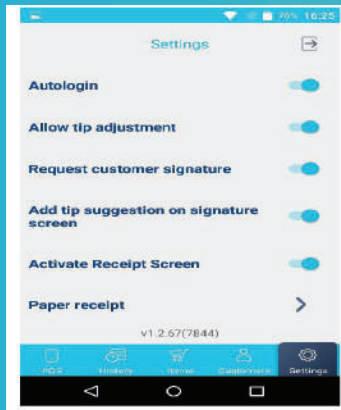 70% 16:25
Settings
Autologin
Allow tip adjustment
Request customer signature
Add tip suggestion on signature
screen
Activate Receipt Screen
Paper receipt
v1.2.67(7844)
POS History Items Customers Settings